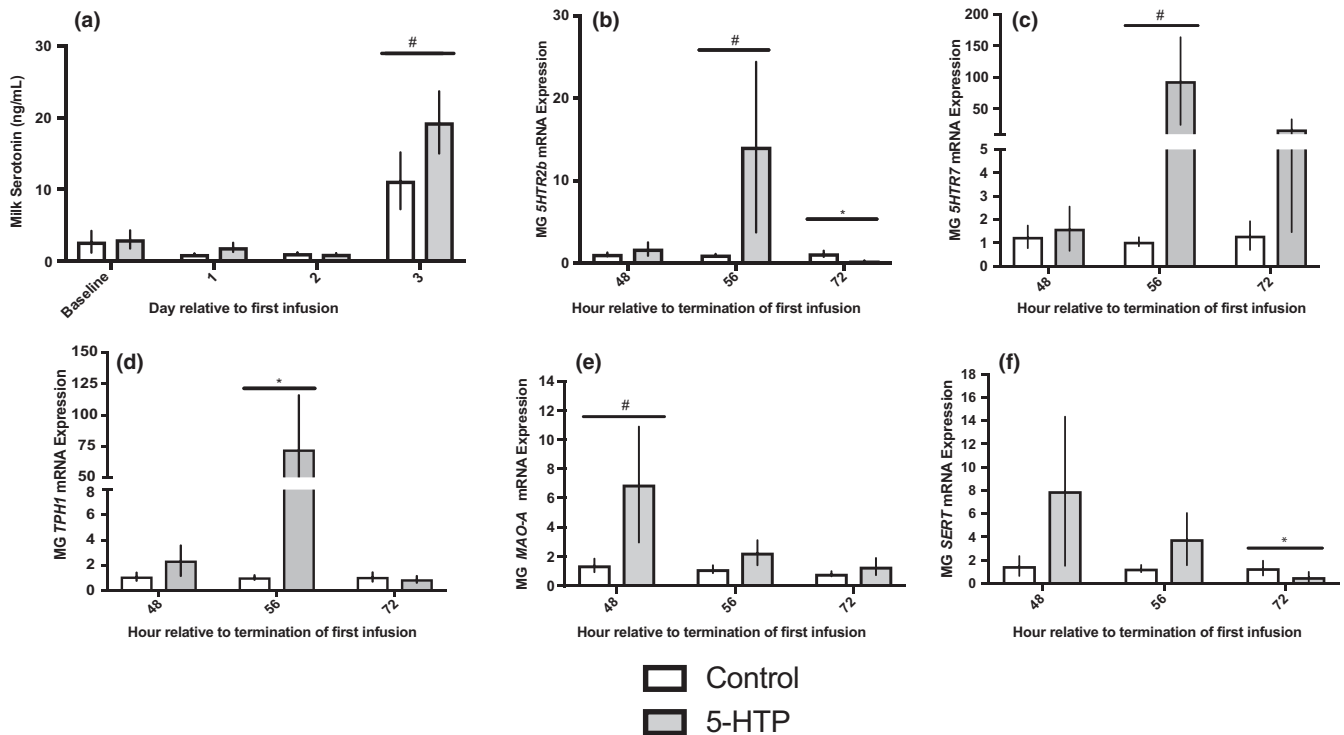 (a)
#
Milk Serotonin (ng/mL)
30
20
10
0
Baseline 1 2 3
Day relative to first infusion
(b)
#
*
MG 5HTR2b mRNA Expression
30
20
10
0
48 56 72
Hour relative to termination of first infusion
(c)
#
MG 5HTR7 mRNA Expression
200
150
100
50
5
4
3
2
1
0
48 56 72
Hour relative to termination of first infusion
(d)
*
MG TPH1 mRNA Expression
150
125
100
75
50
8
6
4
2
0
48 56 72
Hour relative to termination of first infusion
(e)
#
MG MAO-A mRNA Expression
14
12
10
8
6
4
2
0
48 56 72
Hour relative to termination of first infusion
(f)
*
MG SERT mRNA Expression
18
16
14
12
10
8
6
4
2
0
48 56 72
Hour relative to termination of first infusion
Control
5-HTP